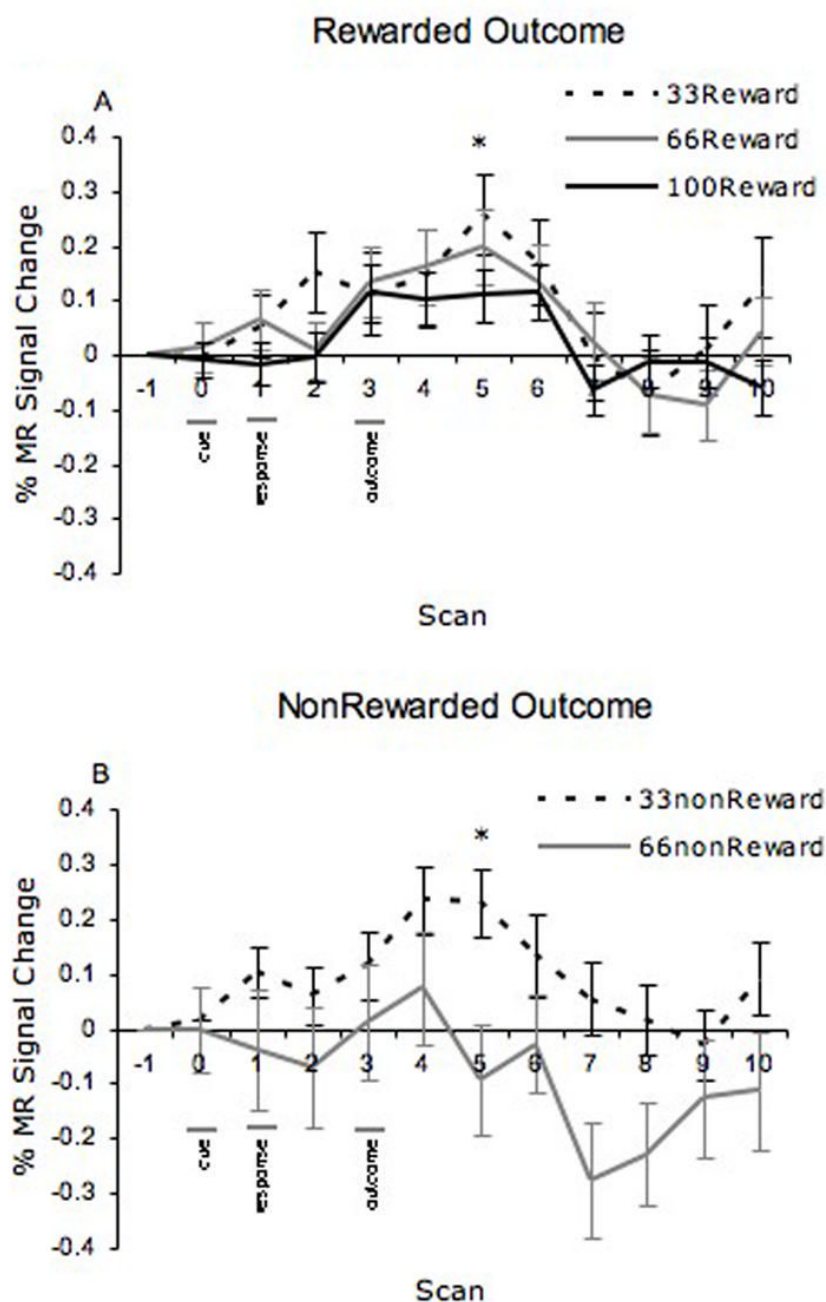 Rewarded Outcome
A
33Reward
66Reward
100Reward
*
% MR Signal Change
0.4
0.3
0.2
0.1
0
-0.1
-0.2
-0.3
-0.4
-1 0 1 2 3 4 5 6 7 8 9 10
cue
response
outcome
Scan
NonRewarded Outcome
B
33nonReward
66nonReward
*
% MR Signal Change
0.4
0.3
0.2
0.1
0
-0.1
-0.2
-0.3
-0.4
-1 0 1 2 3 4 5 6 7 8 9 10
cue
response
outcome
Scan